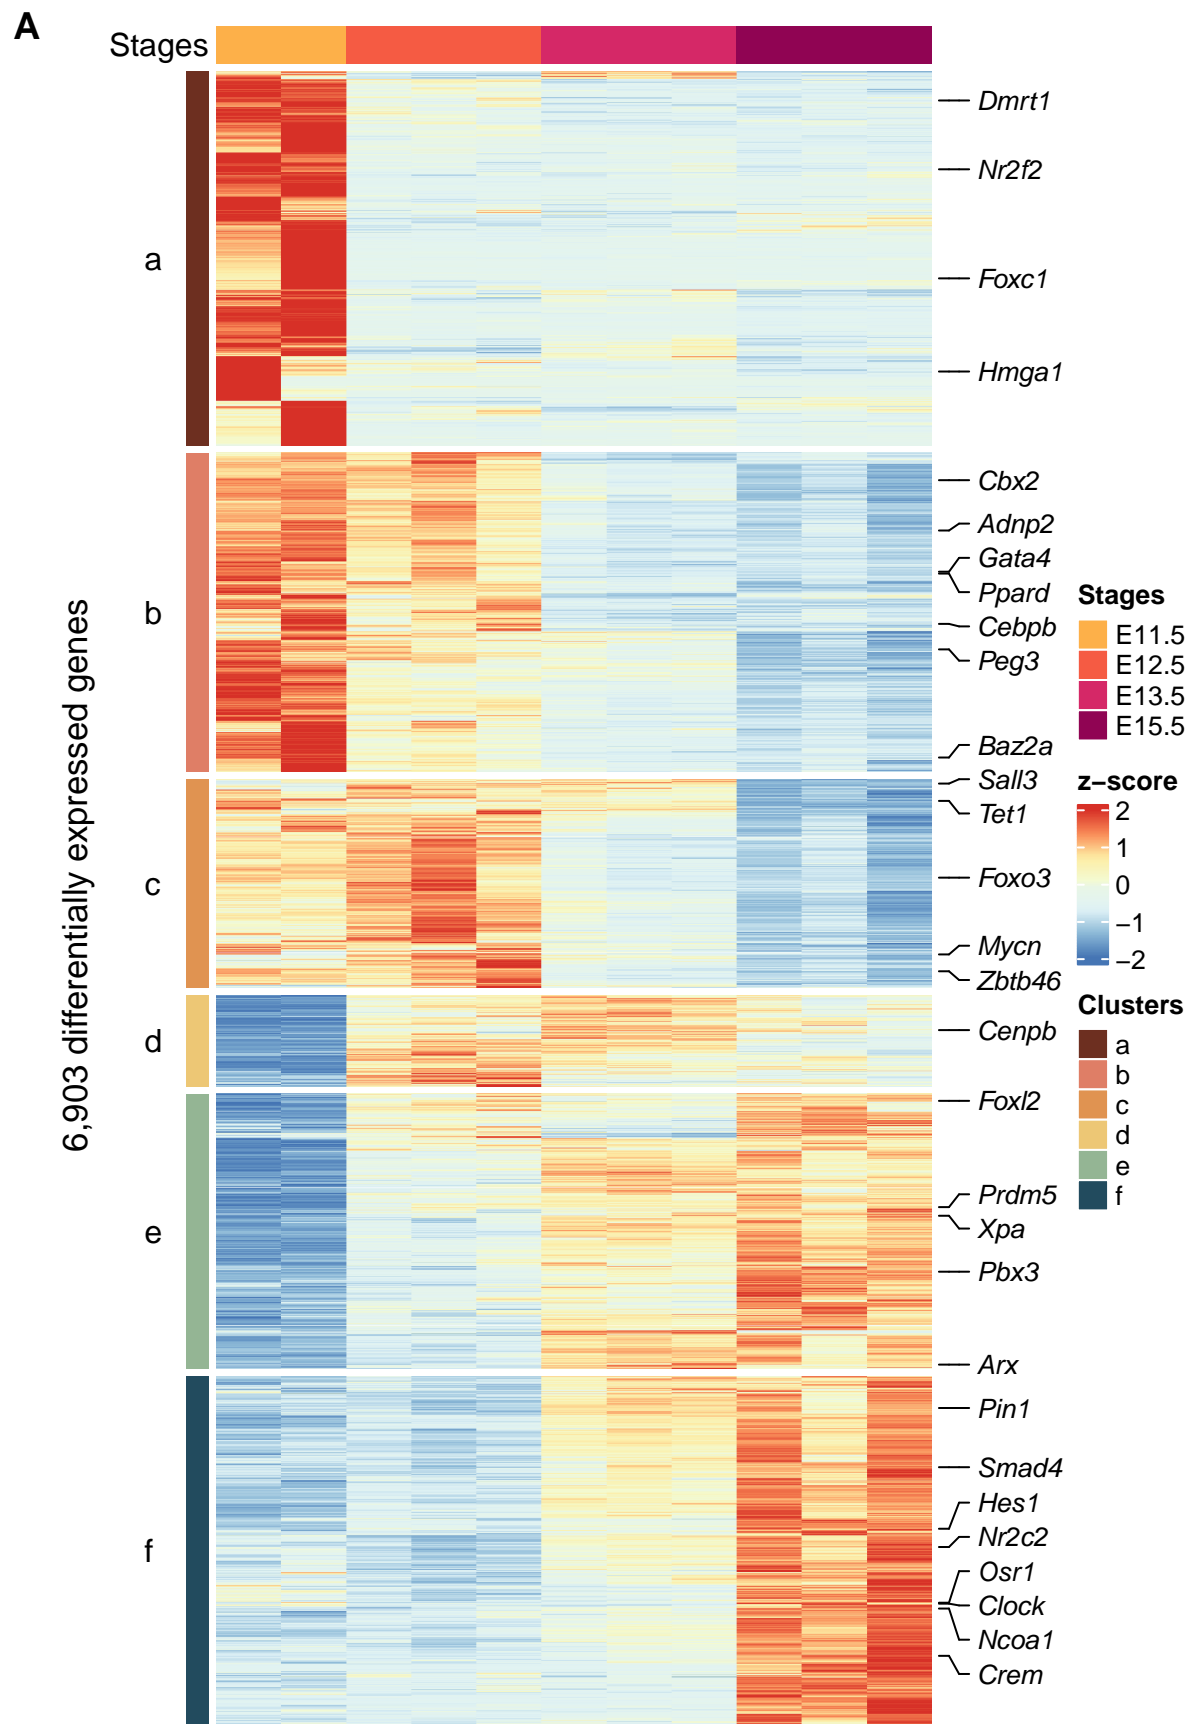 A
Stages
a
b
c
d
e
f
6,903 differentially expressed genes
Dmrt1
Nr2f2
Foxc1
Hmga1
Cbx2
Adnp2
Gata4
Ppard
Cebpb
Peg3
Baz2a
Sall3
Tet1
Foxo3
Mycn
Zbtb46
Cenpb
Foxl2
Prdm5
Xpa
Pbx3
Arx
Pin1
Smad4
Hes1
Nr2c2
Osr1
Clock
Ncoa1
Crem
Stages
E11.5
E12.5
E13.5
E15.5
z−score
2
1
0
−1
−2
Clusters
a
b
c
d
e
f